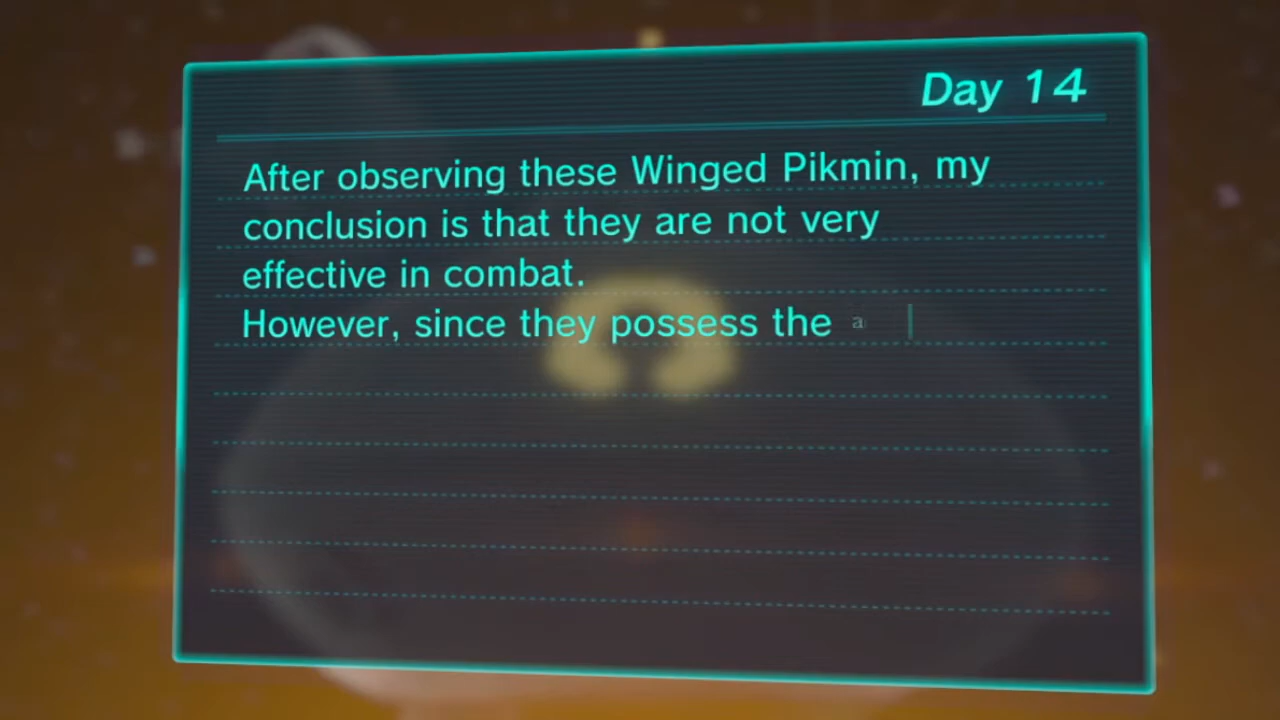 Day 14
After observing these Winged Pikmin, my
conclusion is that they are not very
effective in combat.
However, since they possess the a